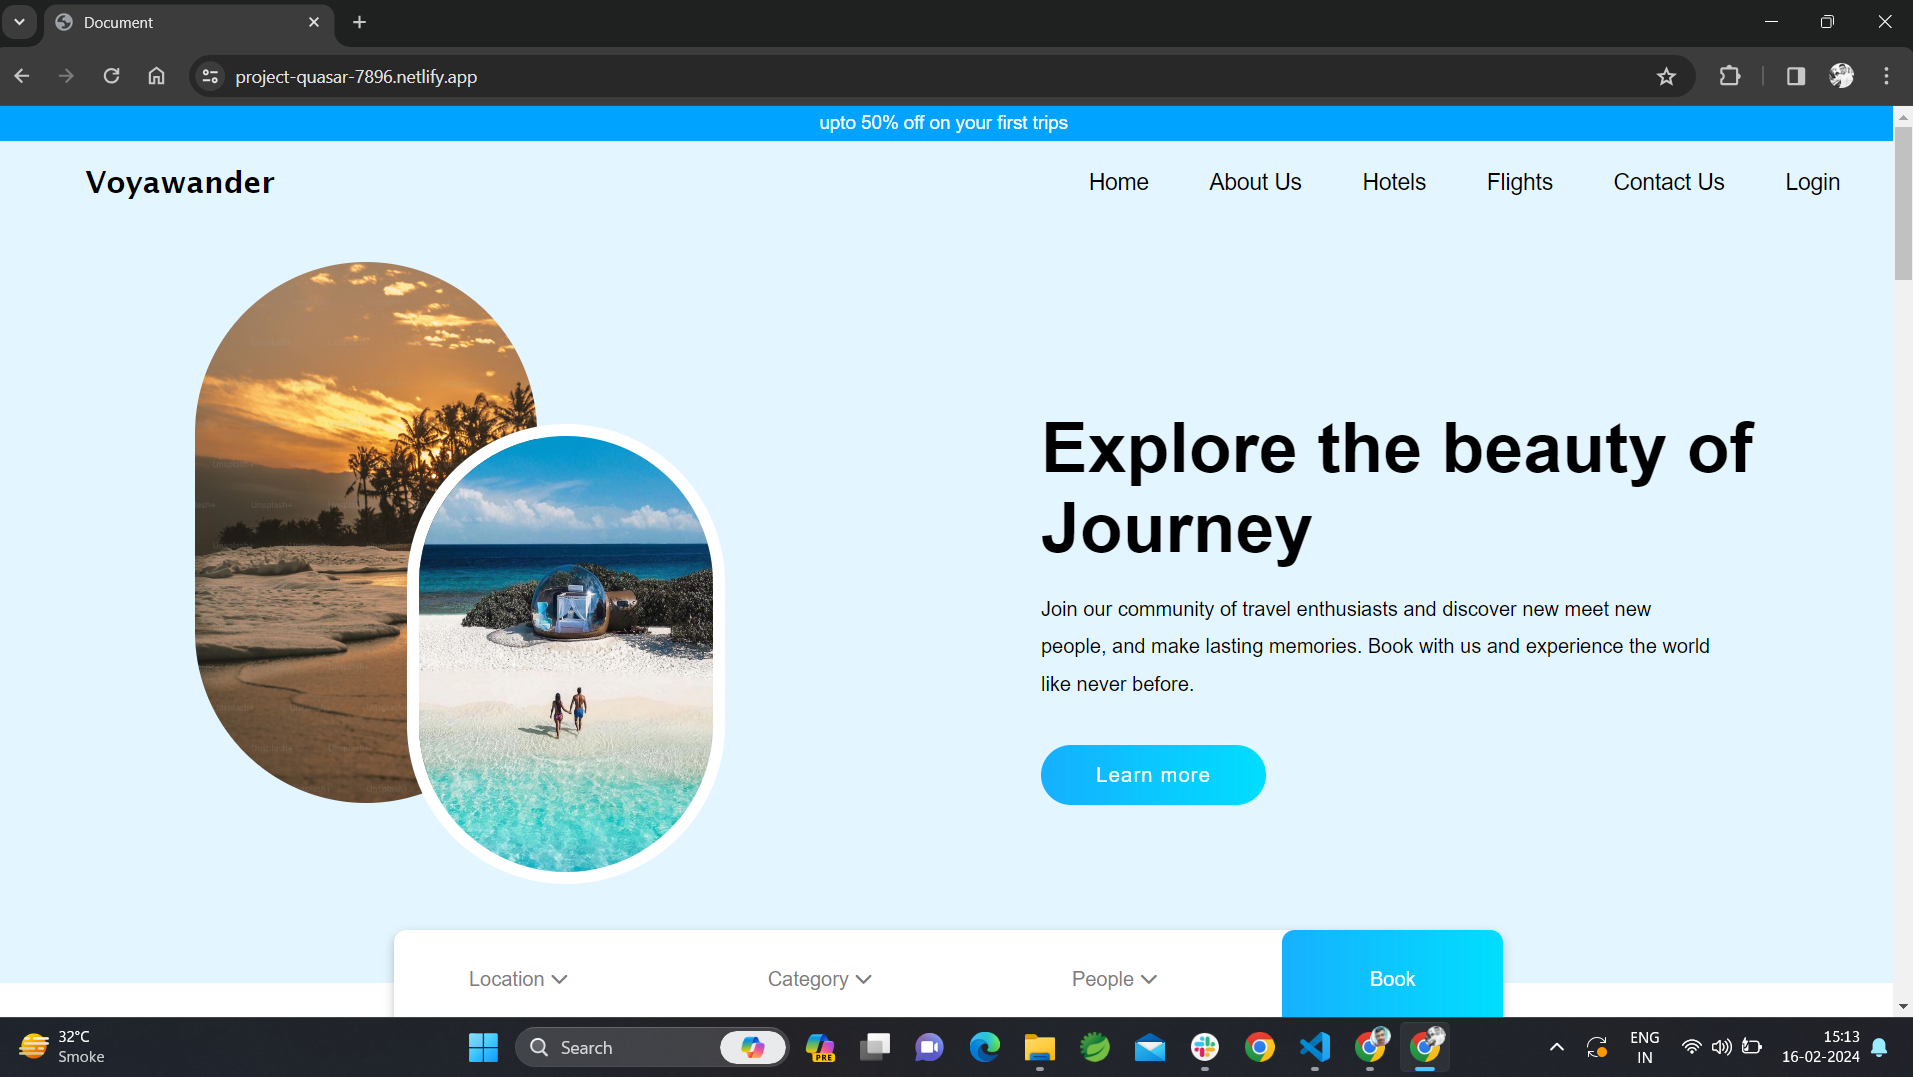 Document
project-quasar-7896.netlify.app
upto 50% off on your first trips
Voyawander
Home
About Us
Hotels
Flights
Contact Us
Login
Explore the beauty of
Journey
Join our community of travel enthusiasts and discover new meet new
people, and make lasting memories. Book with us and experience the world
like never before.
Learn more
Unsplash+
Location
Category
People
Book
32°C
Smoke
Search
PRE
ENG
IN
15:13
16-02-2024